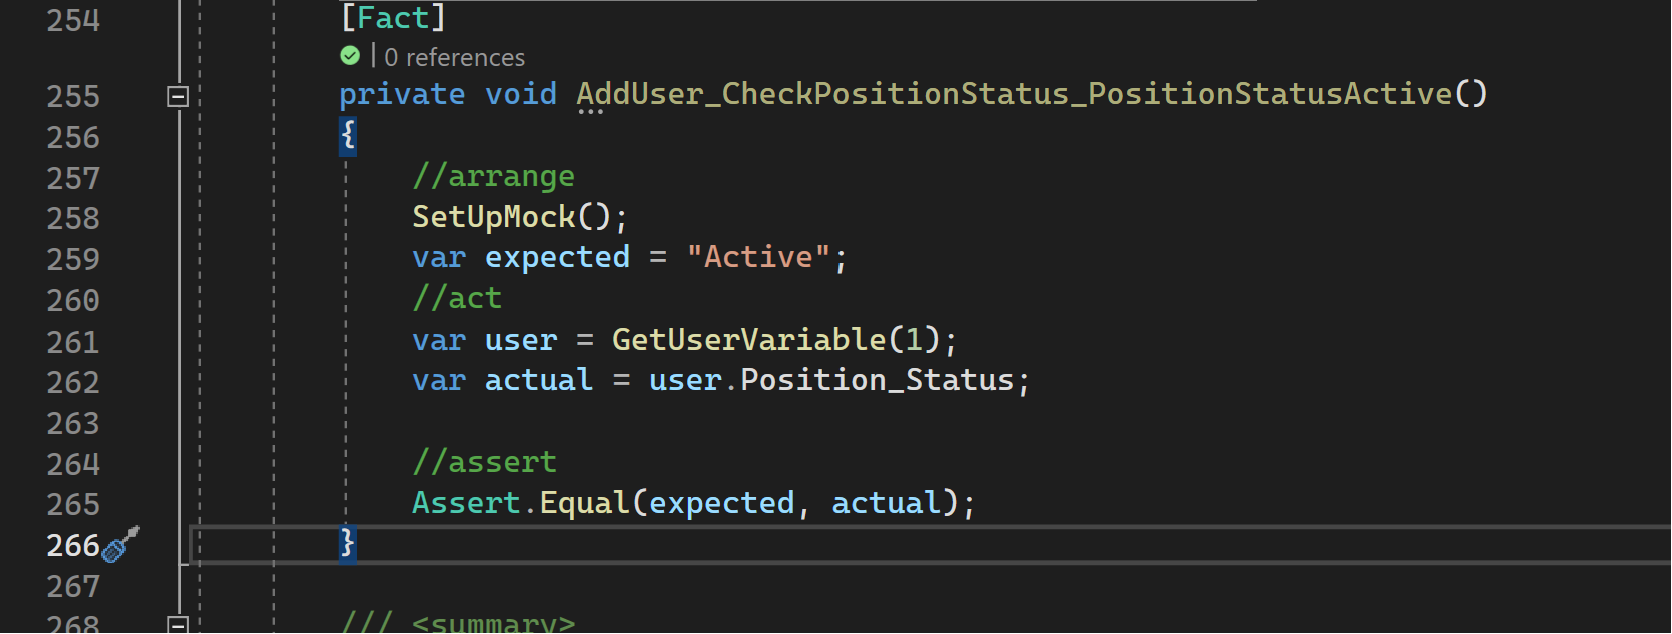 254 [Fact]
0 references
255 private void AddUser_CheckPositionStatus_PositionStatusActive()
256 {
257 //arrange
258 SetUpMock();
259 var expected = "Active";
260 //act
261 var user = GetUserVariable(1);
262 var actual = user.Position_Status;
263
264 //assert
265 Assert.Equal(expected, actual);
266 }
267
268 /// <summary>